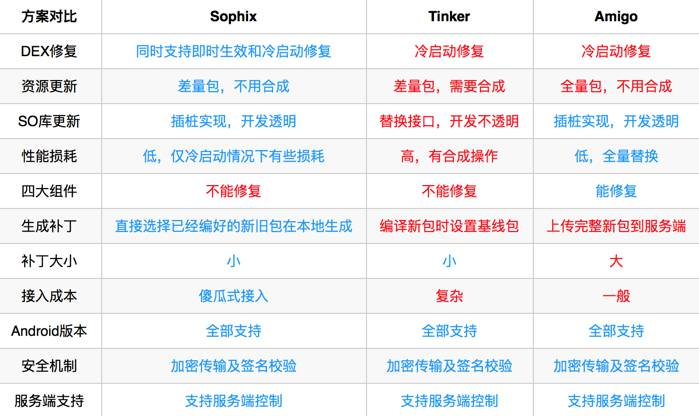 方案对比 Sophix Tinker Amigo
DEX修复 同时支持即时生效和冷启动修复 冷启动修复 冷启动修复
资源更新 差量包，不用合成 差量包，需要合成 全量包，不用合成
SO库更新 插桩实现，开发透明 替换接口，开发不透明 插桩实现，开发透明
性能损耗 低，仅冷启动情况下有些损耗 高，有合成操作 低，全量替换
四大组件 不能修复 不能修复 能修复
生成补丁 直接选择已经编好的新旧包在本地生成 编译新包时设置基线包 上传完整新包到服务端
补丁大小 小 小 大
接入成本 傻瓜式接入 复杂 一般
Android版本 全部支持 全部支持 全部支持
安全机制 加密传输及签名校验 加密传输及签名校验 加密传输及签名校验
服务端支持 支持服务端控制 支持服务端控制 支持服务端控制